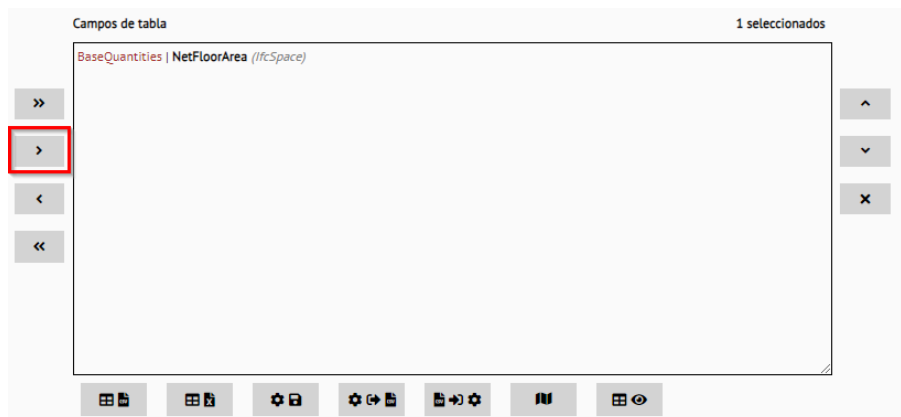 Campos de tabla 1 seleccionados
BaseQuantities | NetFloorArea (IfcSpace)